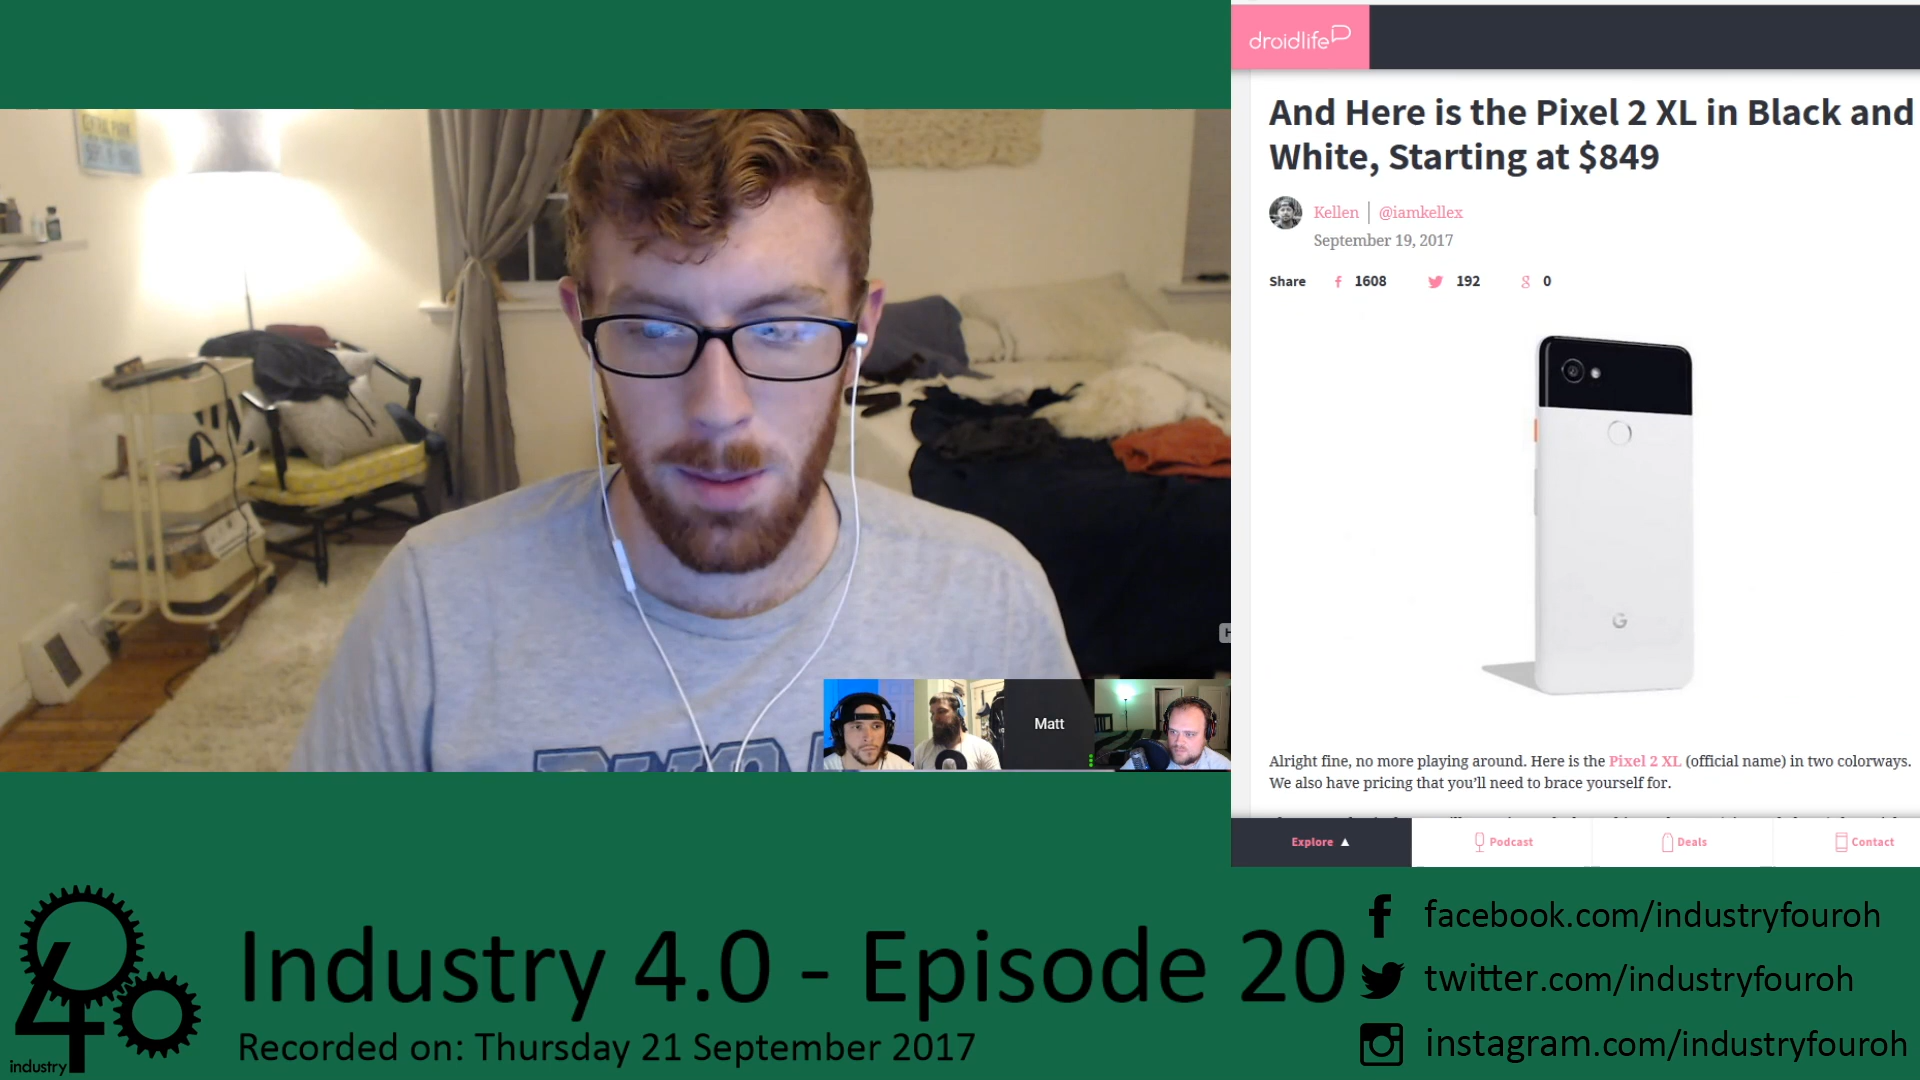 droidlife
And Here is the Pixel 2 XL in Black and
White, Starting at $849
Kellen | @iamkellex
September 19, 2017
Share 1608 192 0
G
Alright fine, no more playing around. Here is the Pixel 2 XL (official name) in two colorways.
We also have pricing that you’ll need to brace yourself for.
Explore ▲ Podcast Deals Contact
Matt
4.0
industry
Industry 4.0 - Episode 20
Recorded on: Thursday 21 September 2017
facebook.com/industryfouroh
twitter.com/industryfouroh
instagram.com/industryfouroh